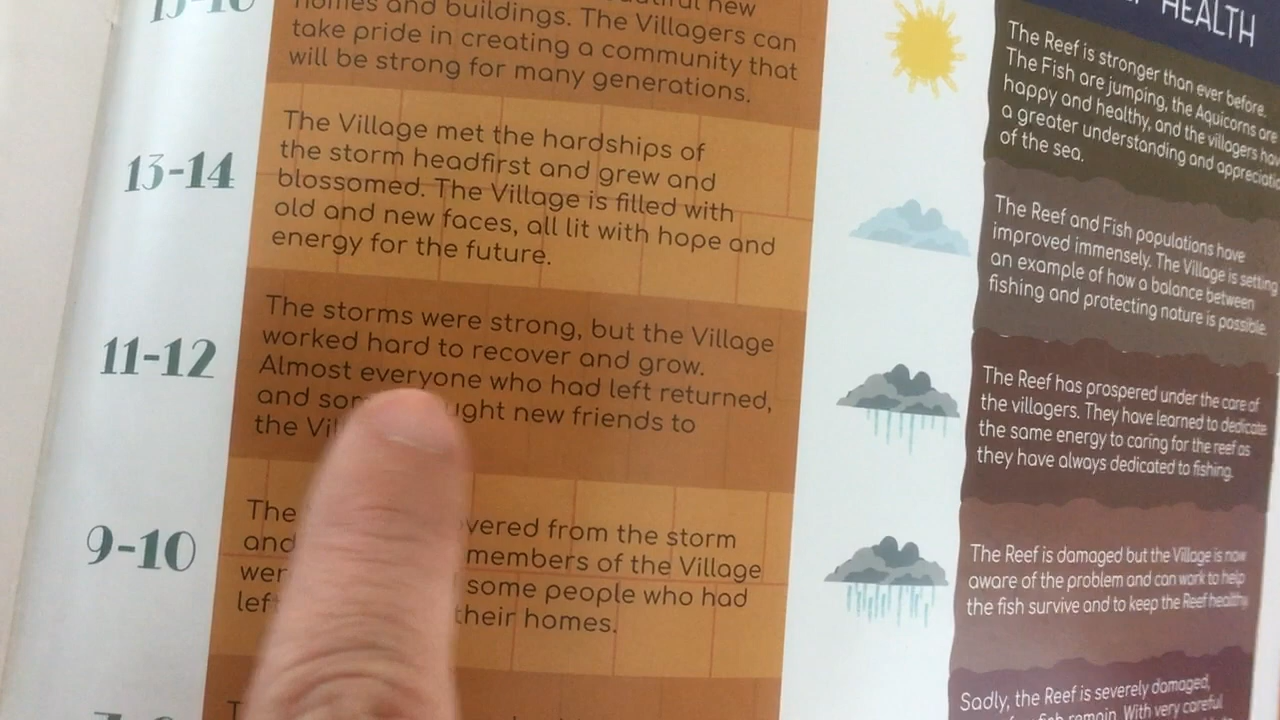 homes and buildings. The Villagers can
take pride in creating a community that
will be strong for many generations.
13-14
The Village met the hardships of
the storm headfirst and grew and
blossomed. The Village is filled with
old and new faces, all lit with hope and
energy for the future.
11-12
The storms were strong, but the Village
worked hard to recover and grow.
Almost everyone who had left returned,
and new friends to
the
9-10
The from the storm
and members of the Village
some people who had
their homes.
HEALTH
The Reef is stronger than ever before.
The Fish are jumping, the Aquicorns are
happy and healthy, and the villagers
a greater understanding and
of the sea.
The Reef and Fish populations have
improved immensely. The Village is setting
an example of how a balance between
fishing and protecting nature is possible.
The Reef has prospered under the care of
the villagers. They have learned to dedicate
the same energy to caring for the reef as
they have always dedicated to fishing.
The Reef is damaged but the Village is now
aware of the problem and can work to help
the fish survive and to keep the Reef healthy
Sadly, the Reef is severely damaged,
fish remain. With very careful